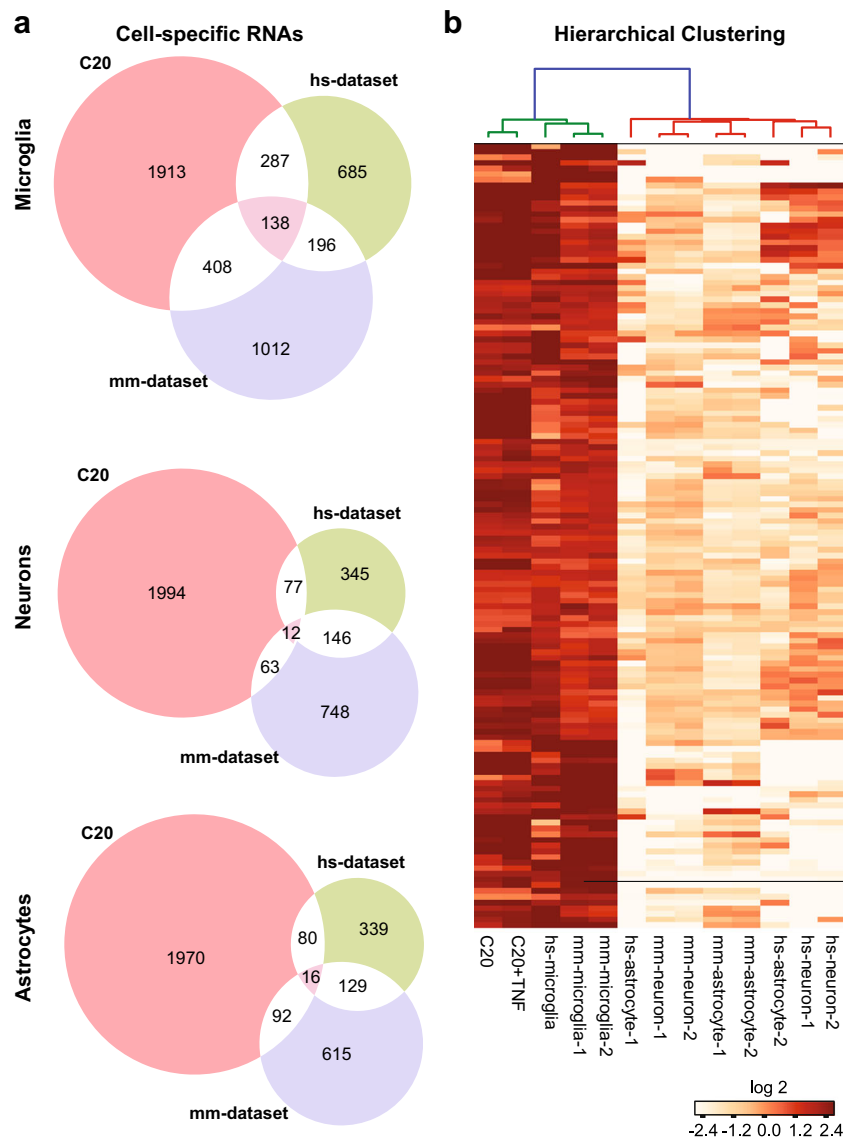 a
Cell-specific RNAs
Microglia
C20
hs-dataset
1913
287
685
138
408
196
1012
mm-dataset
Neurons
C20
hs-dataset
1994
77
345
12
146
63
748
mm-dataset
Astrocytes
C20
hs-dataset
1970
80
339
16
129
92
615
mm-dataset
b
Hierarchical Clustering
C20
C20+TNF
hs-microglia
mm-microglia-1
mm-microglia-2
hs-astrocyte-1
mm-neuron-1
mm-neuron-2
mm-astrocyte-1
mm-astrocyte-2
hs-astrocyte-2
hs-neuron-1
hs-neuron-2
log 2
-2.4 -1.2 0.0 1.2 2.4